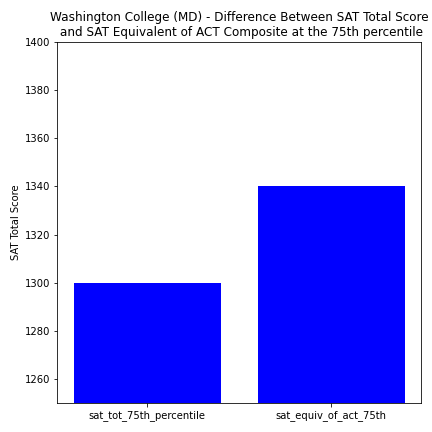 Washington College (MD) - Difference Between SAT Total Score
and SAT Equivalent of ACT Composite at the 75th percentile
1400
1380
1360
1340
1320
1300
1280
1260
SAT Total Score
sat_tot_75th_percentile
sat_equiv_of_act_75th